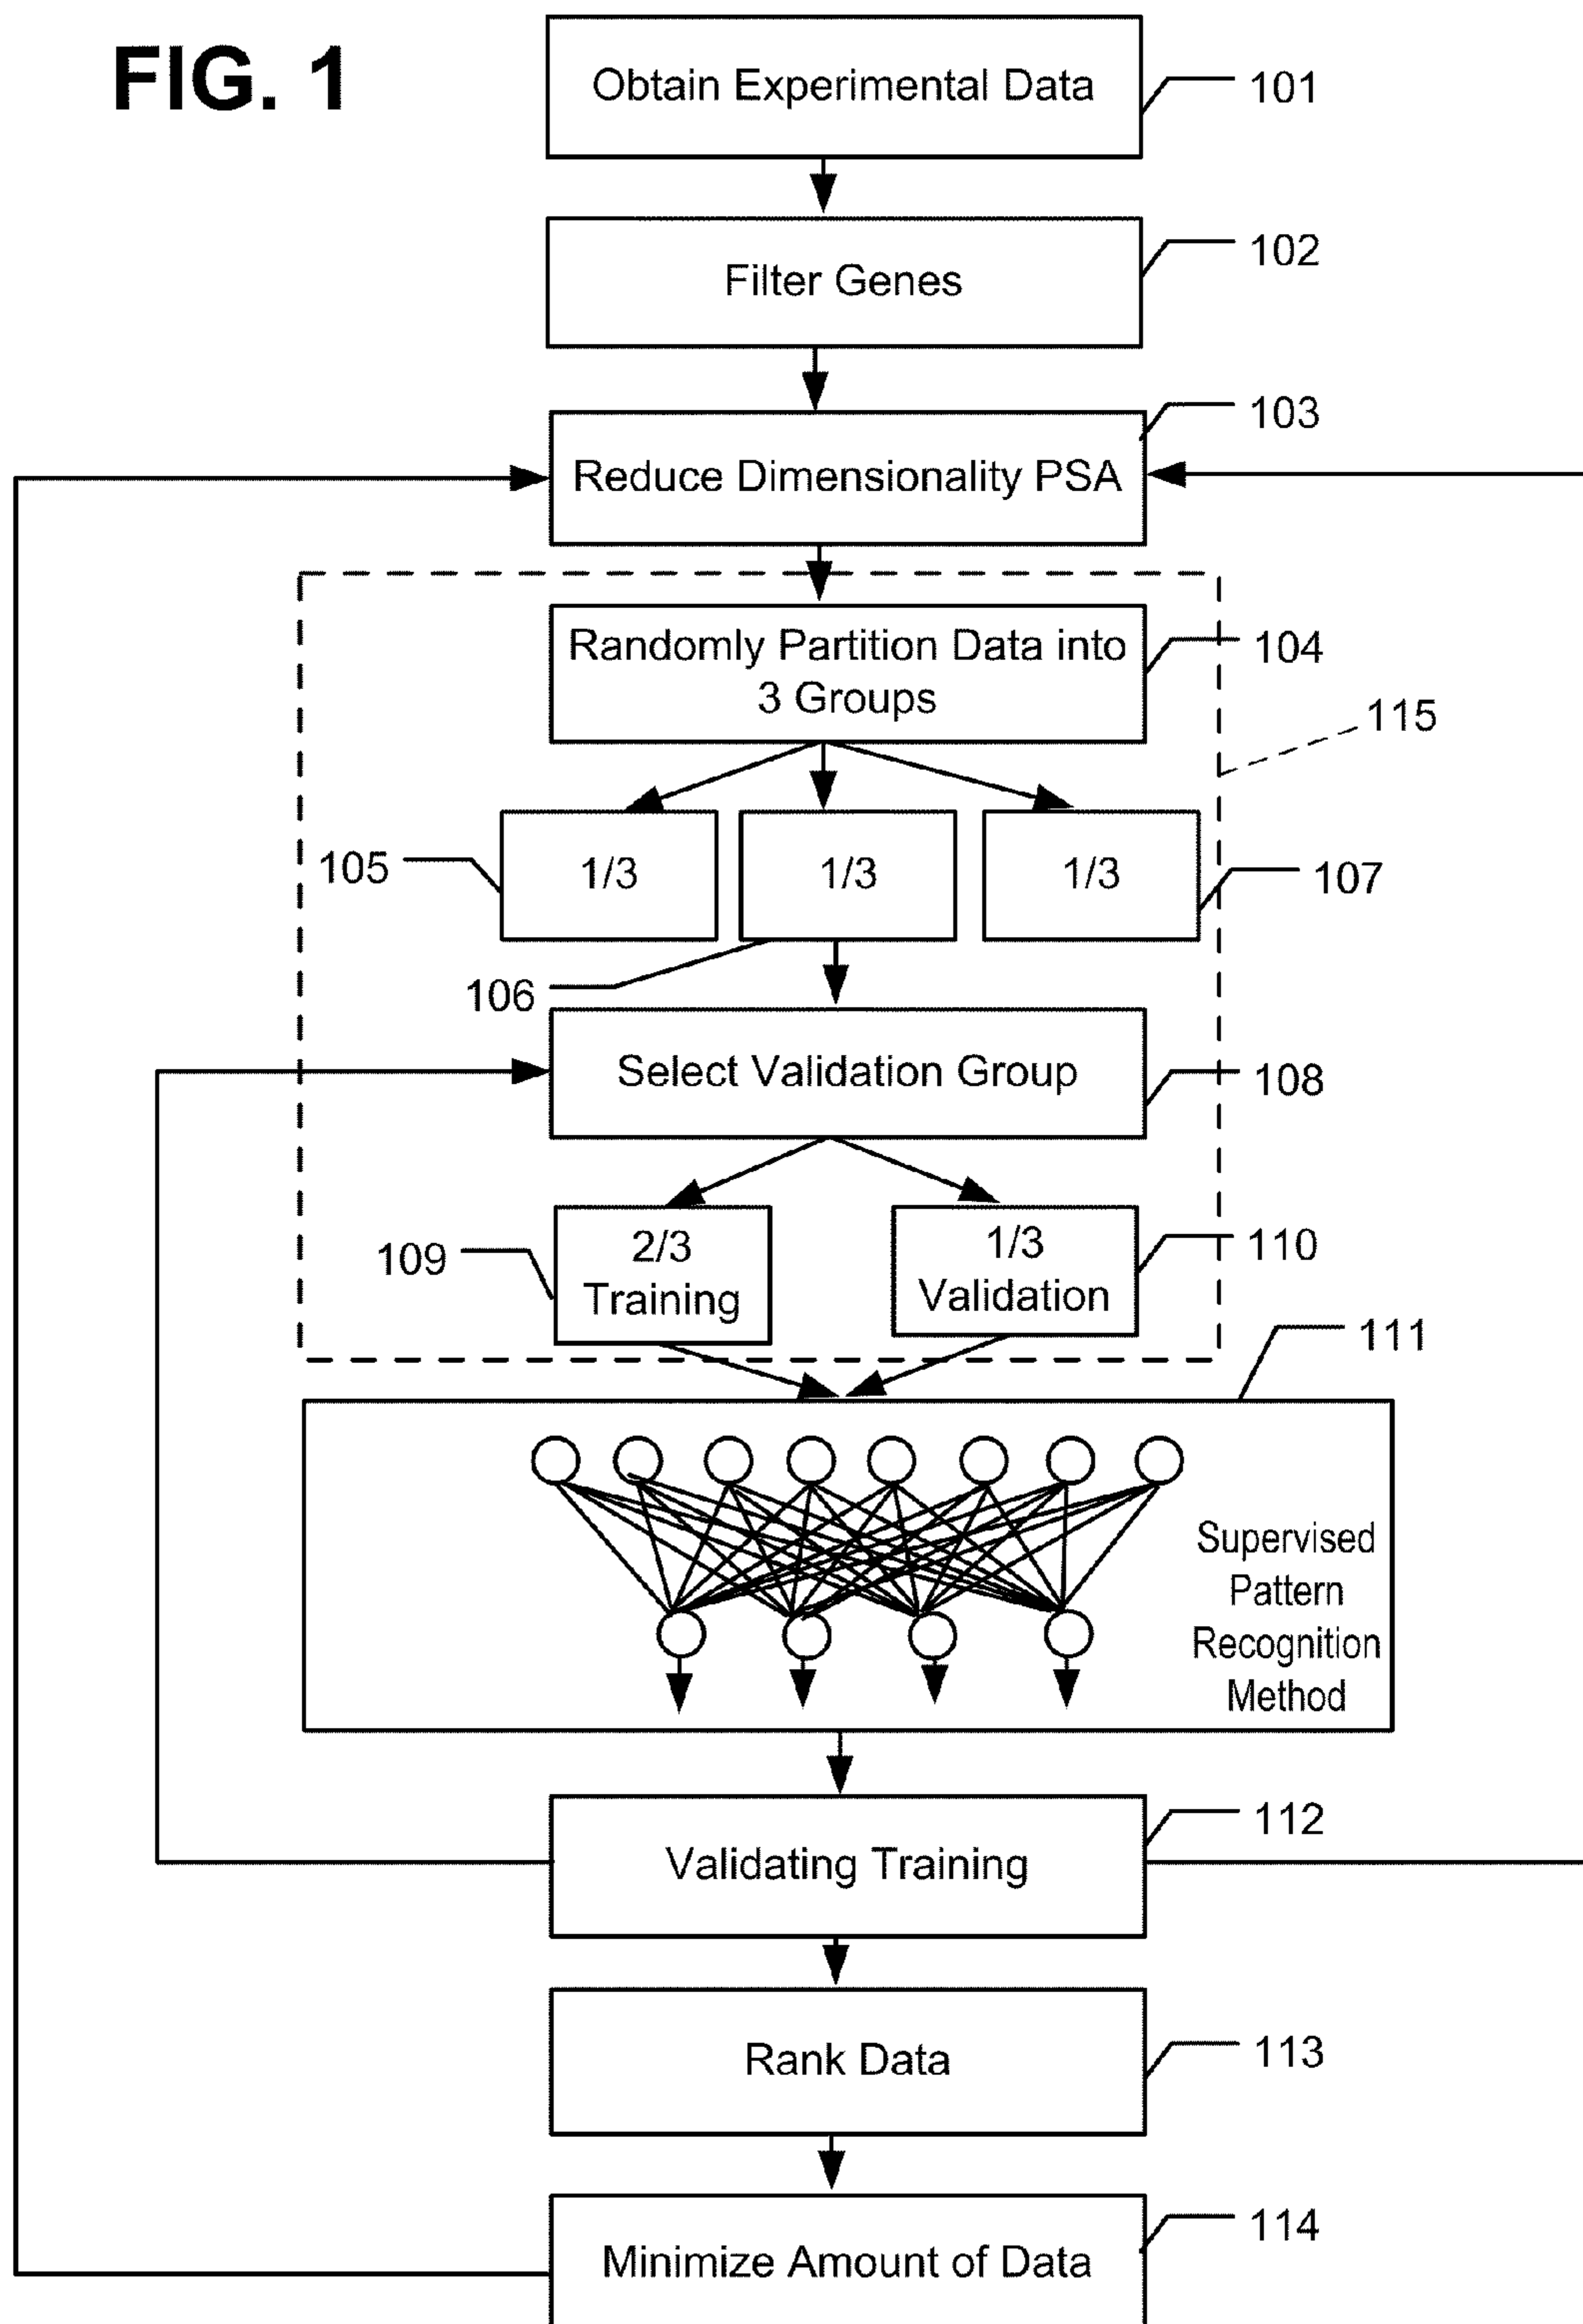 FIG. 1
Obtain Experimental Data
101
Filter Genes
102
Reduce Dimensionality PSA
103
Randomly Partition Data into
3 Groups
104
115
105
1/3
1/3
1/3
107
106
Select Validation Group
108
109
2/3
Training
1/3
Validation
110
111
Supervised
Pattern
Recognition
Method
Validating Training
112
Rank Data
113
Minimize Amount of Data
114